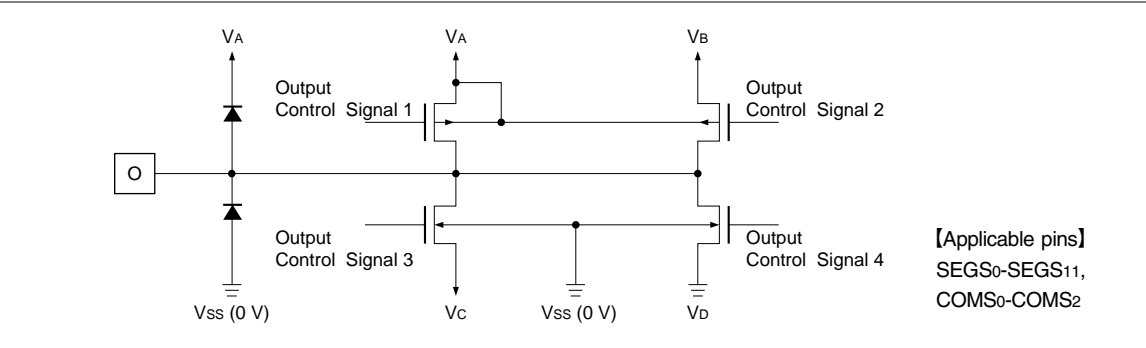 VA
VA
VB
Output
Control Signal 1
Output
Control Signal 2
O
Output
Control Signal 3
Output
Control Signal 4
VSS (0 V)
VC
VSS (0 V)
VD
【Applicable pins】
SEGS0-SEGS11,
COMS0-COMS2